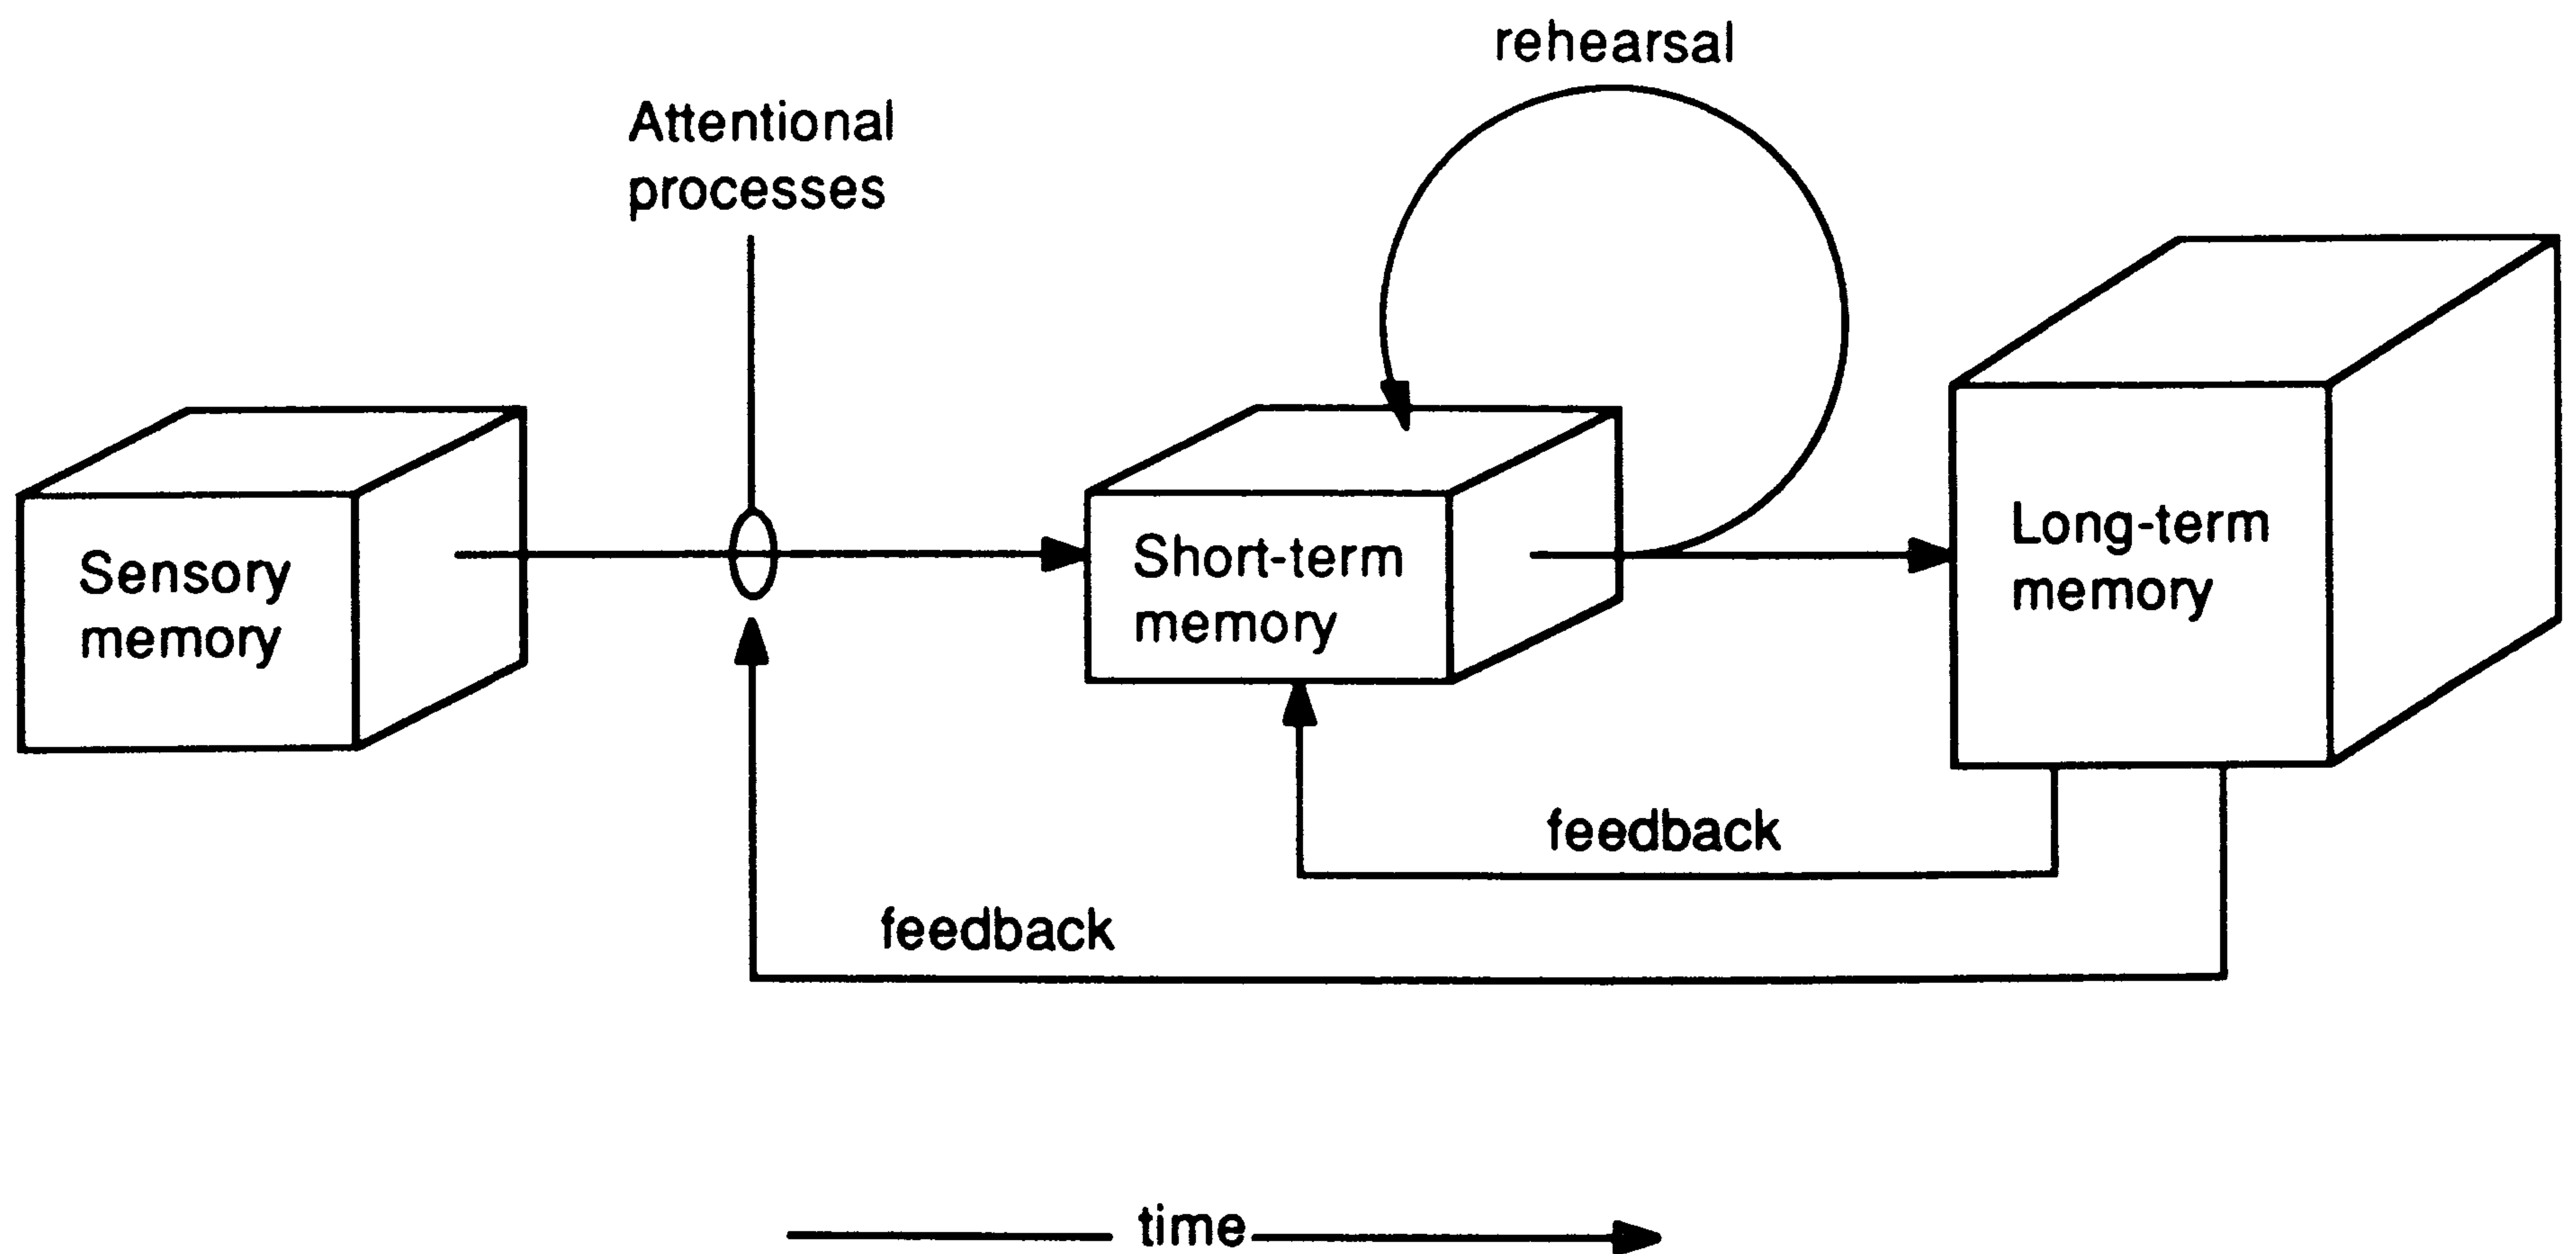 rehearsal
Attentional
processes
Sensory
memory
Short-term
memory
Long-term
memory
feedback
feedback
time